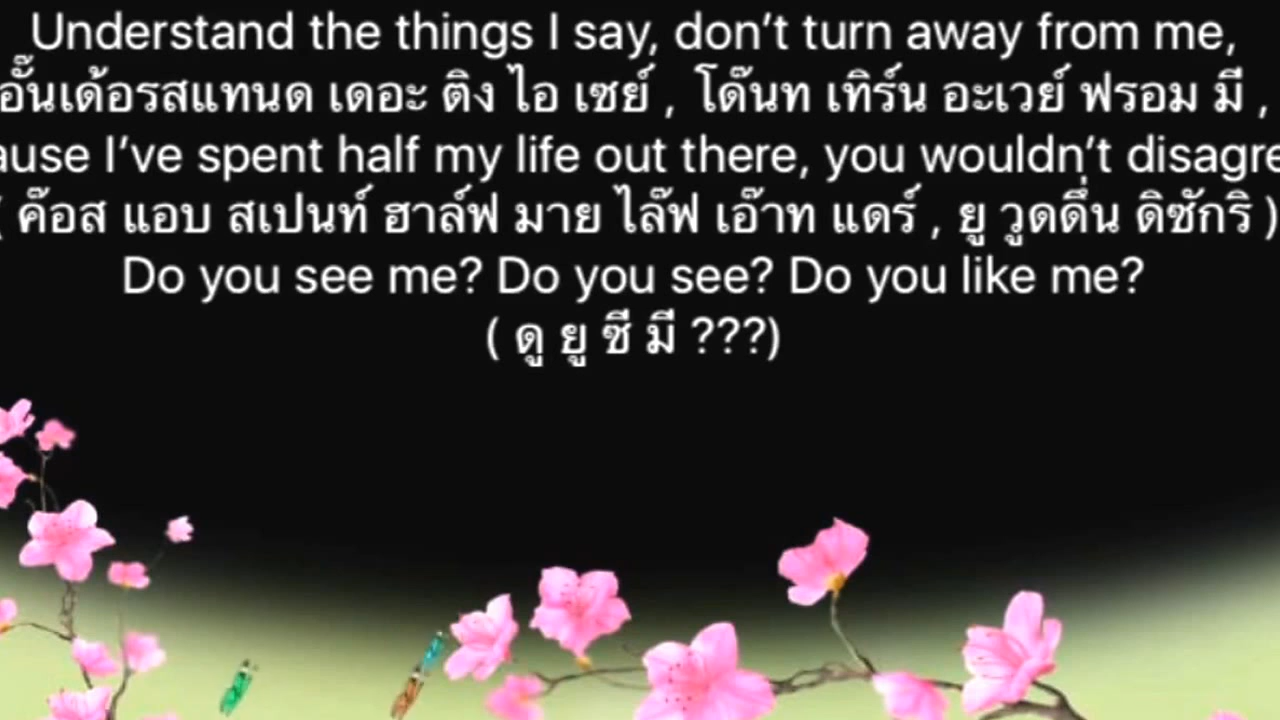 Understand the things I say, don’t turn away from me,
อั๊นเด้อรสแทนด เดอะ ติง ไอ เซย์ , โด๊นท เทิร์น อะเวย์ ฟรอม มี ,
ause I’ve spent half my life out there, you wouldn’t disagre
( ค๊อส แอบ สเปนท์ ฮาล์ฟ มาย ไล๊ฟ เอ๊าท แดร์ , ยู วูดดึ่น ดิซักริ )
Do you see me? Do you see? Do you like me?
( ดู ยู ซี มี ???)